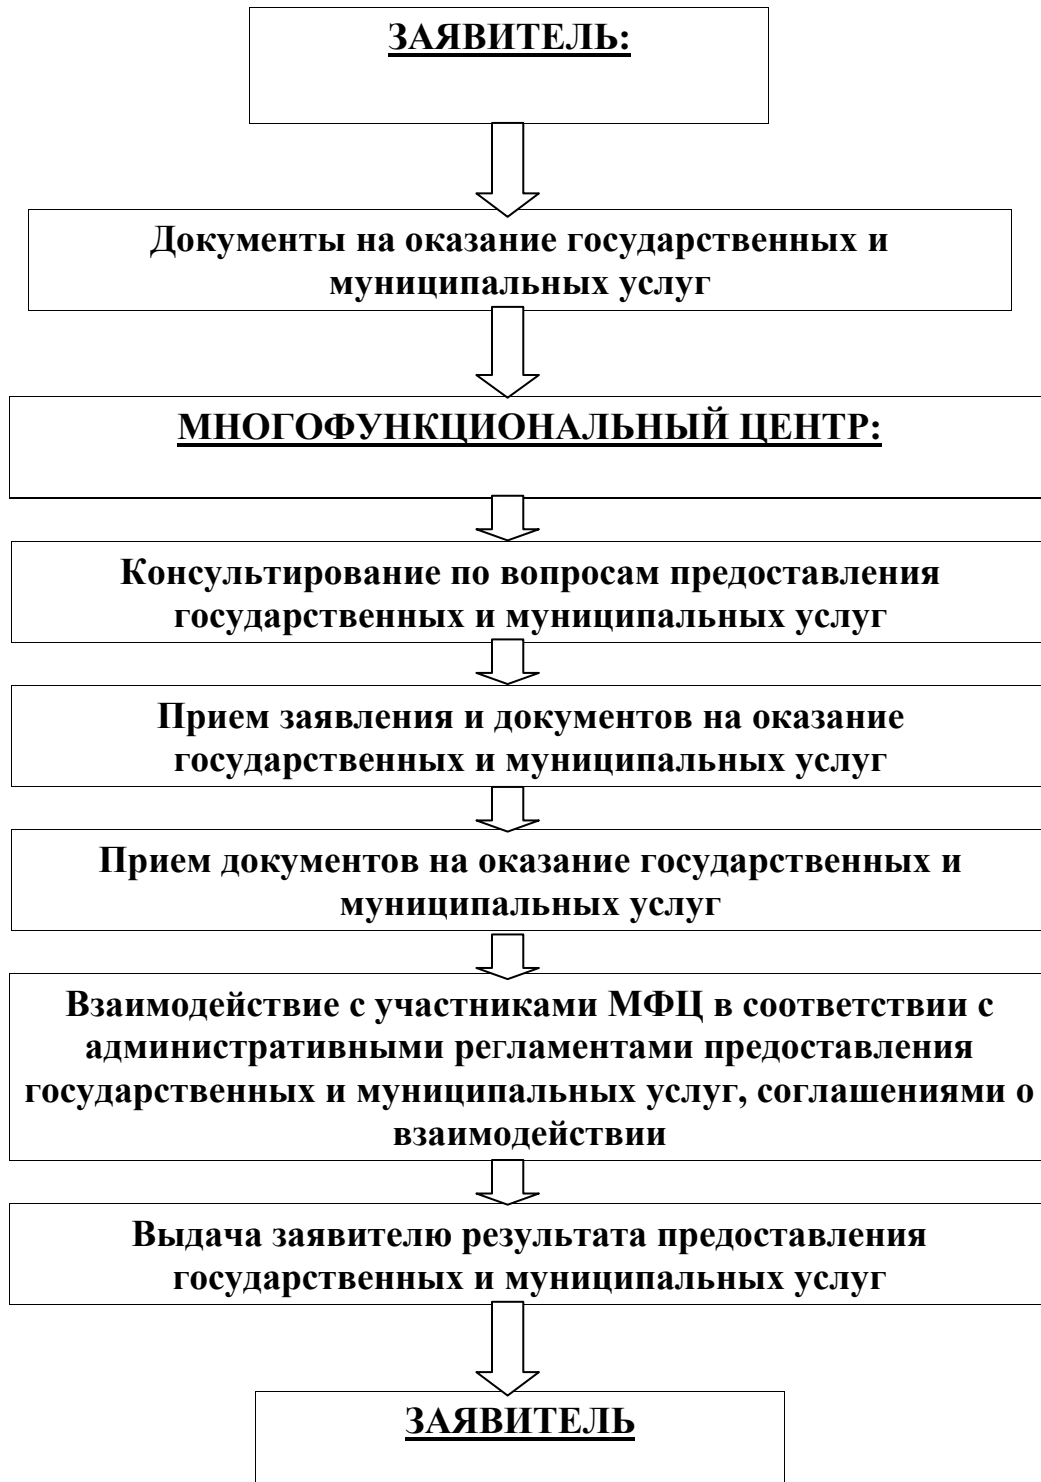 ЗАЯВИТЕЛЬ:
Документы на оказание государственных и
муниципальных услуг
МНОГОФУНКЦИОНАЛЬНЫЙ ЦЕНТР:
Консультирование по вопросам предоставления
государственных и муниципальных услуг
Прием заявления и документов на оказание
государственных и муниципальных услуг
Прием документов на оказание государственных и
муниципальных услуг
Взаимодействие с участниками МФЦ в соответствии с
административными регламентами предоставления
государственных и муниципальных услуг, соглашениями о
взаимодействии
Выдача заявителю результата предоставления
государственных и муниципальных услуг
ЗАЯВИТЕЛЬ